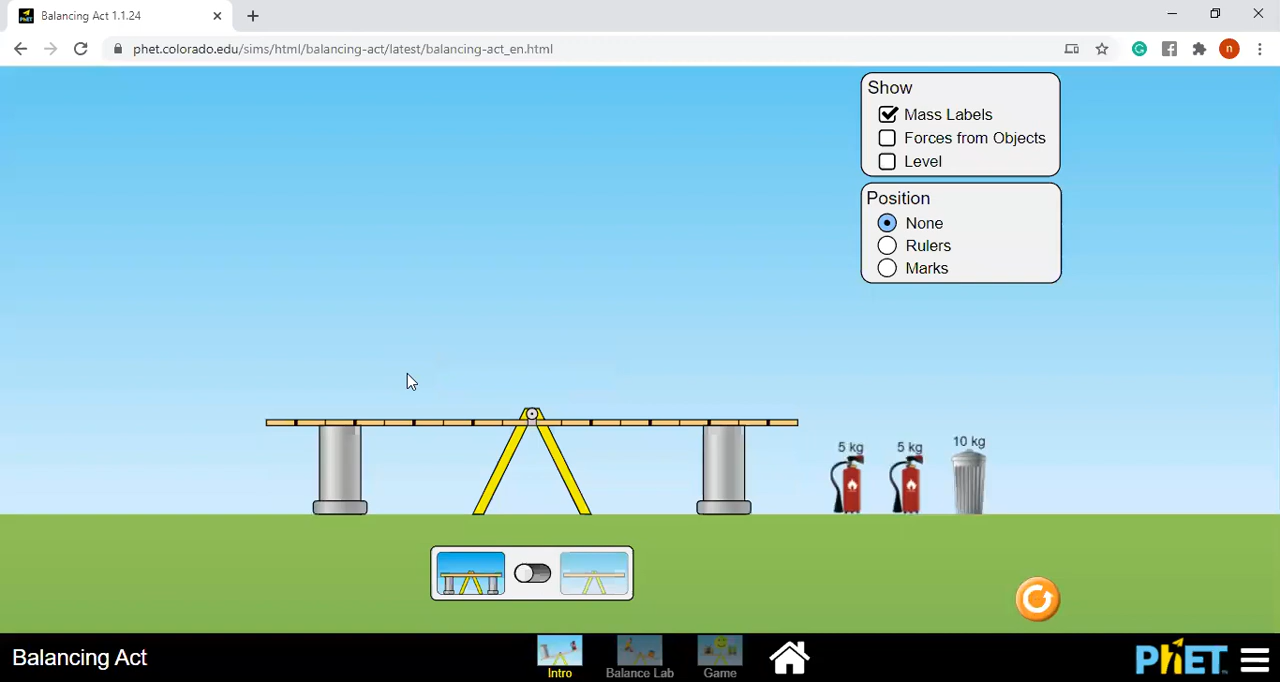 Balancing Act 1.1.24
phet.colorado.edu/sims/html/balancing-act/latest/balancing-act_en.html
n
Show
Mass Labels
Forces from Objects
Level
Position
None
Rulers
Marks
5 kg
5 kg
10 kg
Balancing Act
Intro
Balance Lab
Game
PhET